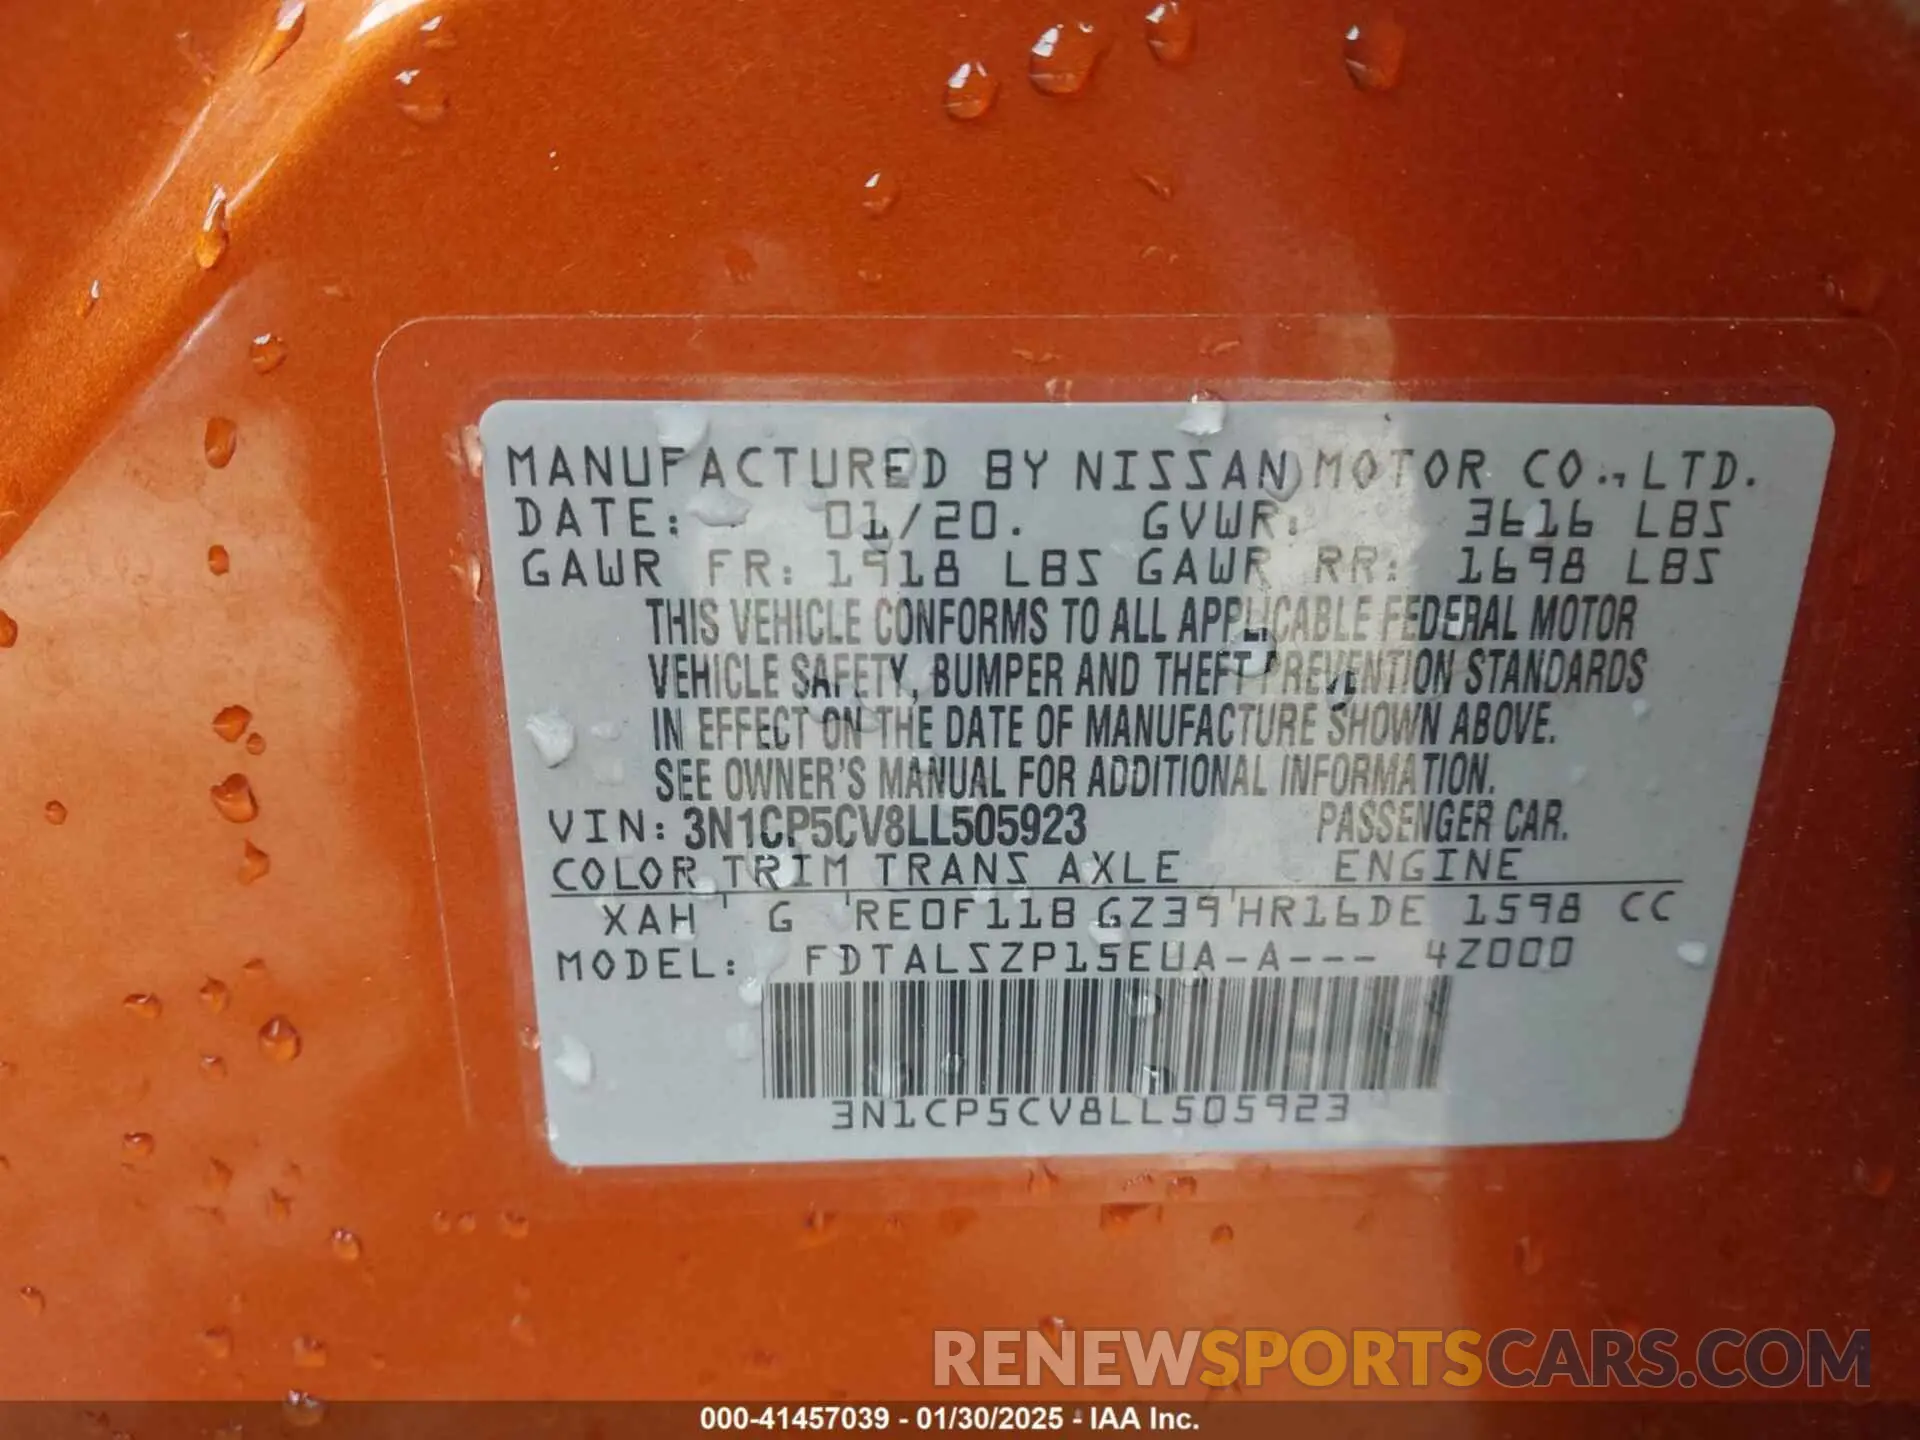 MANUFACTURED BY NISSAN MOTOR CO., LTD.
DATE: 01/20. GVWR: 3616 LBS
GAWR FR: 1918 LBS GAWR RR: 1698 LBS
THIS VEHICLE CONFORMS TO ALL APPLICABLE FEDERAL MOTOR
VEHICLE SAFETY, BUMPER AND THEFT PREVENTION STANDARDS
IN EFFECT ON THE DATE OF MANUFACTURE SHOWN ABOVE.
SEE OWNER'S MANUAL FOR ADDITIONAL INFORMATION.
VIN: 3N1CP5CV8LL505923 PASSENGER CAR.
COLOR TRIM TRANS AXLE ENGINE
XAH G RE0F11B GZ39 HR16DE 1598 CC
MODEL: FDTALSZP15EUA-A--- 4Z000
3N1CP5CV8LL505923
RENEWSPORTSCARS.COM
000-41457039 - 01/30/2025 - IAA Inc.